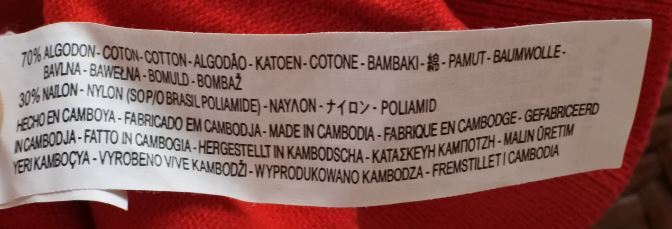 70% ALGODON - COTON - COTTON - ALGODÃO - KATOEN - COTONE - BAMBAKI - 綿 - PAMUT - BAUMWOLLE -
BAVLNA - BAWEŁNA - BOMULD - BOMBAŽ
30% NAILON - NYLON (SOP/O BRASIL POLIAMIDE) - ΝΑΥΛΟΝ - ナイロン - POLIAMID
HECHO EN CAMBOYA - FABRICADO EM CAMBODJA - MADE IN CAMBODIA - FABRIQUE EN CAMBODGE - GEFABRICEERD
IN CAMBODJA - FATTO IN CAMBOGIA - HERGESTELLT IN KAMBODSCHA - ΚΑΤΑΣΚΕΥΗ ΚΑΜΠΟΤΖΗ - MALIN ÜRETIM
YERI KAMBOÇYA - VYROBENO V/VE KAMBODŽI - WYPRODUKOWANO KAMBODZA - FREMSTILLET I CAMBODIA